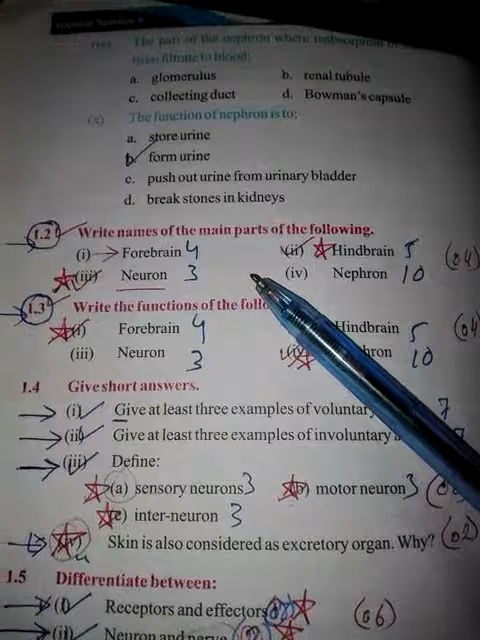 The part of the nephron where
from filtrate to blood:
a. glomerulus b. renal tubule
c. collecting duct d. Bowman's capsule
(x) The function of nephron is to:
a. store urine
b. form urine
c. push out urine from urinary bladder
d. break stones in kidneys
1.2 Write names of the main parts of the following.
(i) → Forebrain 4 (ii) Hindbrain 5 (04)
(iii) Neuron 3 (iv) Nephron 10
1.3 Write the functions of the
(i) Forebrain 4 Hindbrain 5
(iii) Neuron 3 10
1.4 Give short answers.
(i) Give at least three examples of voluntary 7
(ii) Give at least three examples of involuntary
(iii) Define:
(a) sensory neurons 3 (b) motor neuron 3
(c) inter-neuron 3
Skin is also considered as excretory organ. Why? (02)
1.5 Differentiate between:
(i) Receptors and effectors (06)
(ii) Neuron and nerve